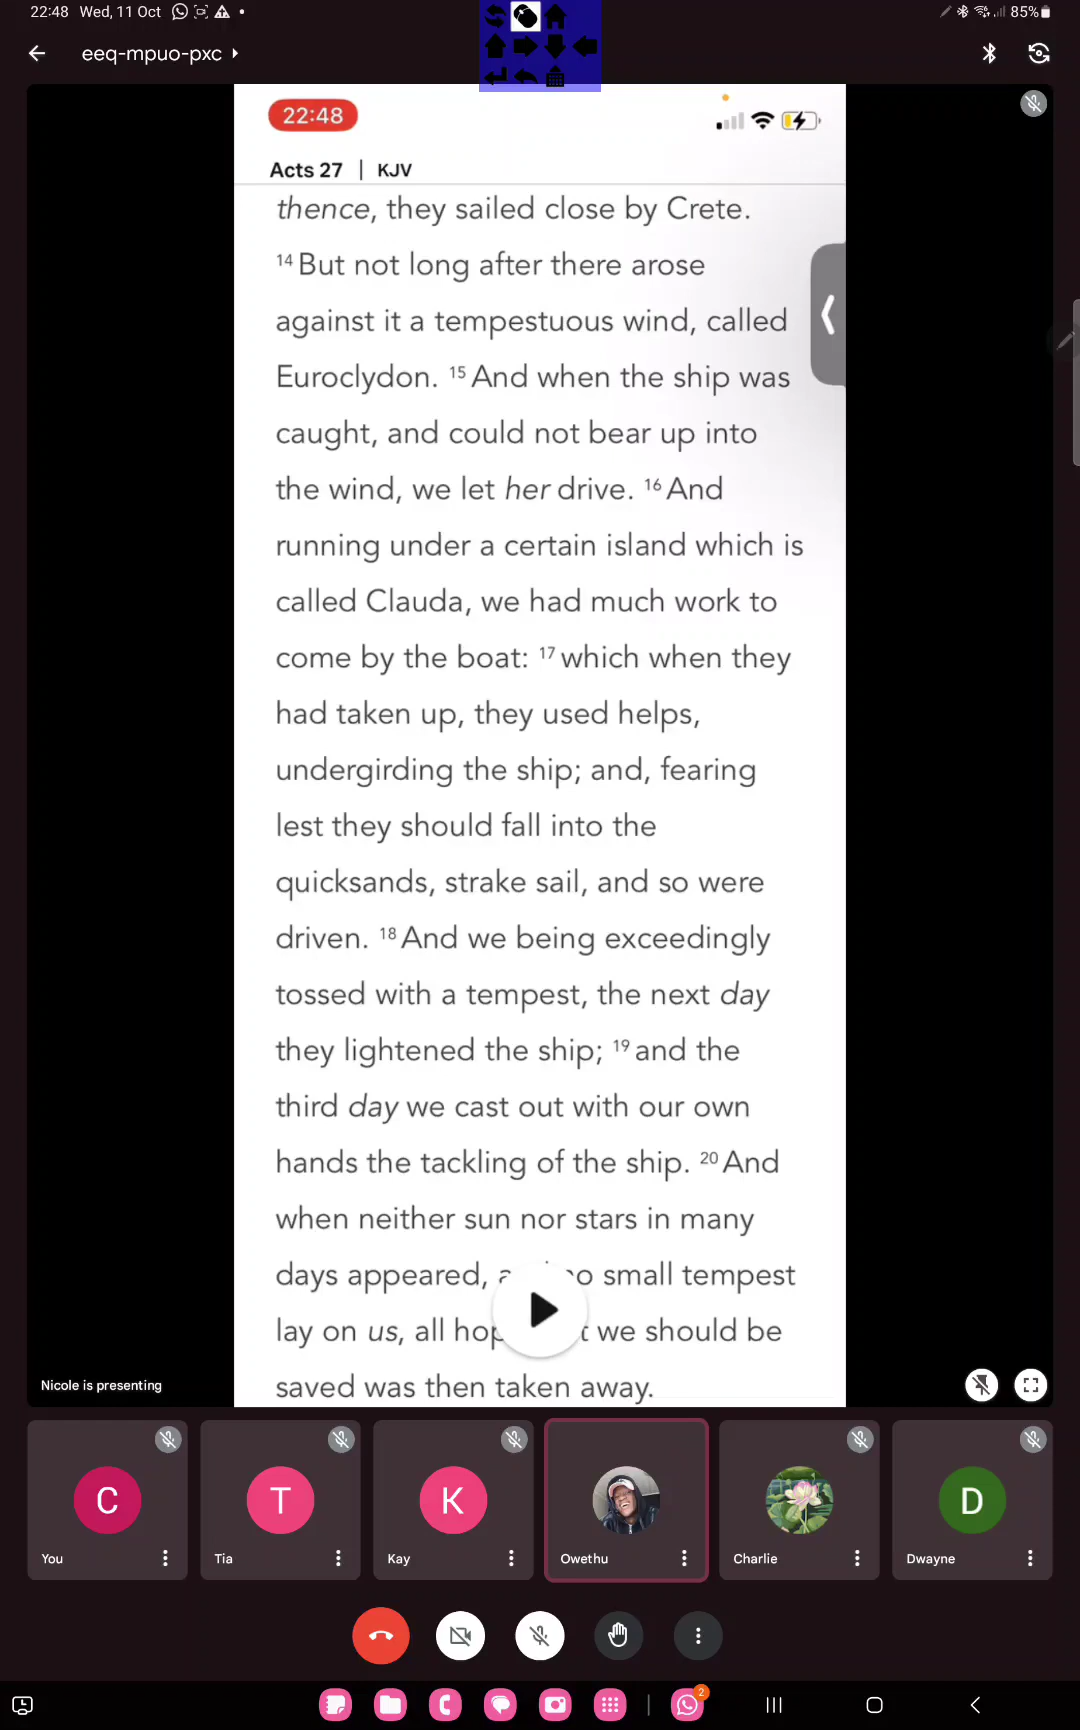 22:48 Wed, 11 Oct
85%
eeq-mpuo-pxc
22:48
Acts 27 | KJV
thence, they sailed close by Crete.
14 But not long after there arose
against it a tempestuous wind, called
Euroclydon. 15 And when the ship was
caught, and could not bear up into
the wind, we let her drive. 16 And
running under a certain island which is
called Clauda, we had much work to
come by the boat: 17 which when they
had taken up, they used helps,
undergirding the ship; and, fearing
lest they should fall into the
quicksands, strake sail, and so were
driven. 18 And we being exceedingly
tossed with a tempest, the next day
they lightened the ship; 19 and the
third day we cast out with our own
hands the tackling of the ship. 20 And
when neither sun nor stars in many
days appeared, small tempest
lay on us, all we should be
saved was then taken away.
Nicole is presenting
C T K D
You Tia Kay Owethu Charlie Dwayne
2